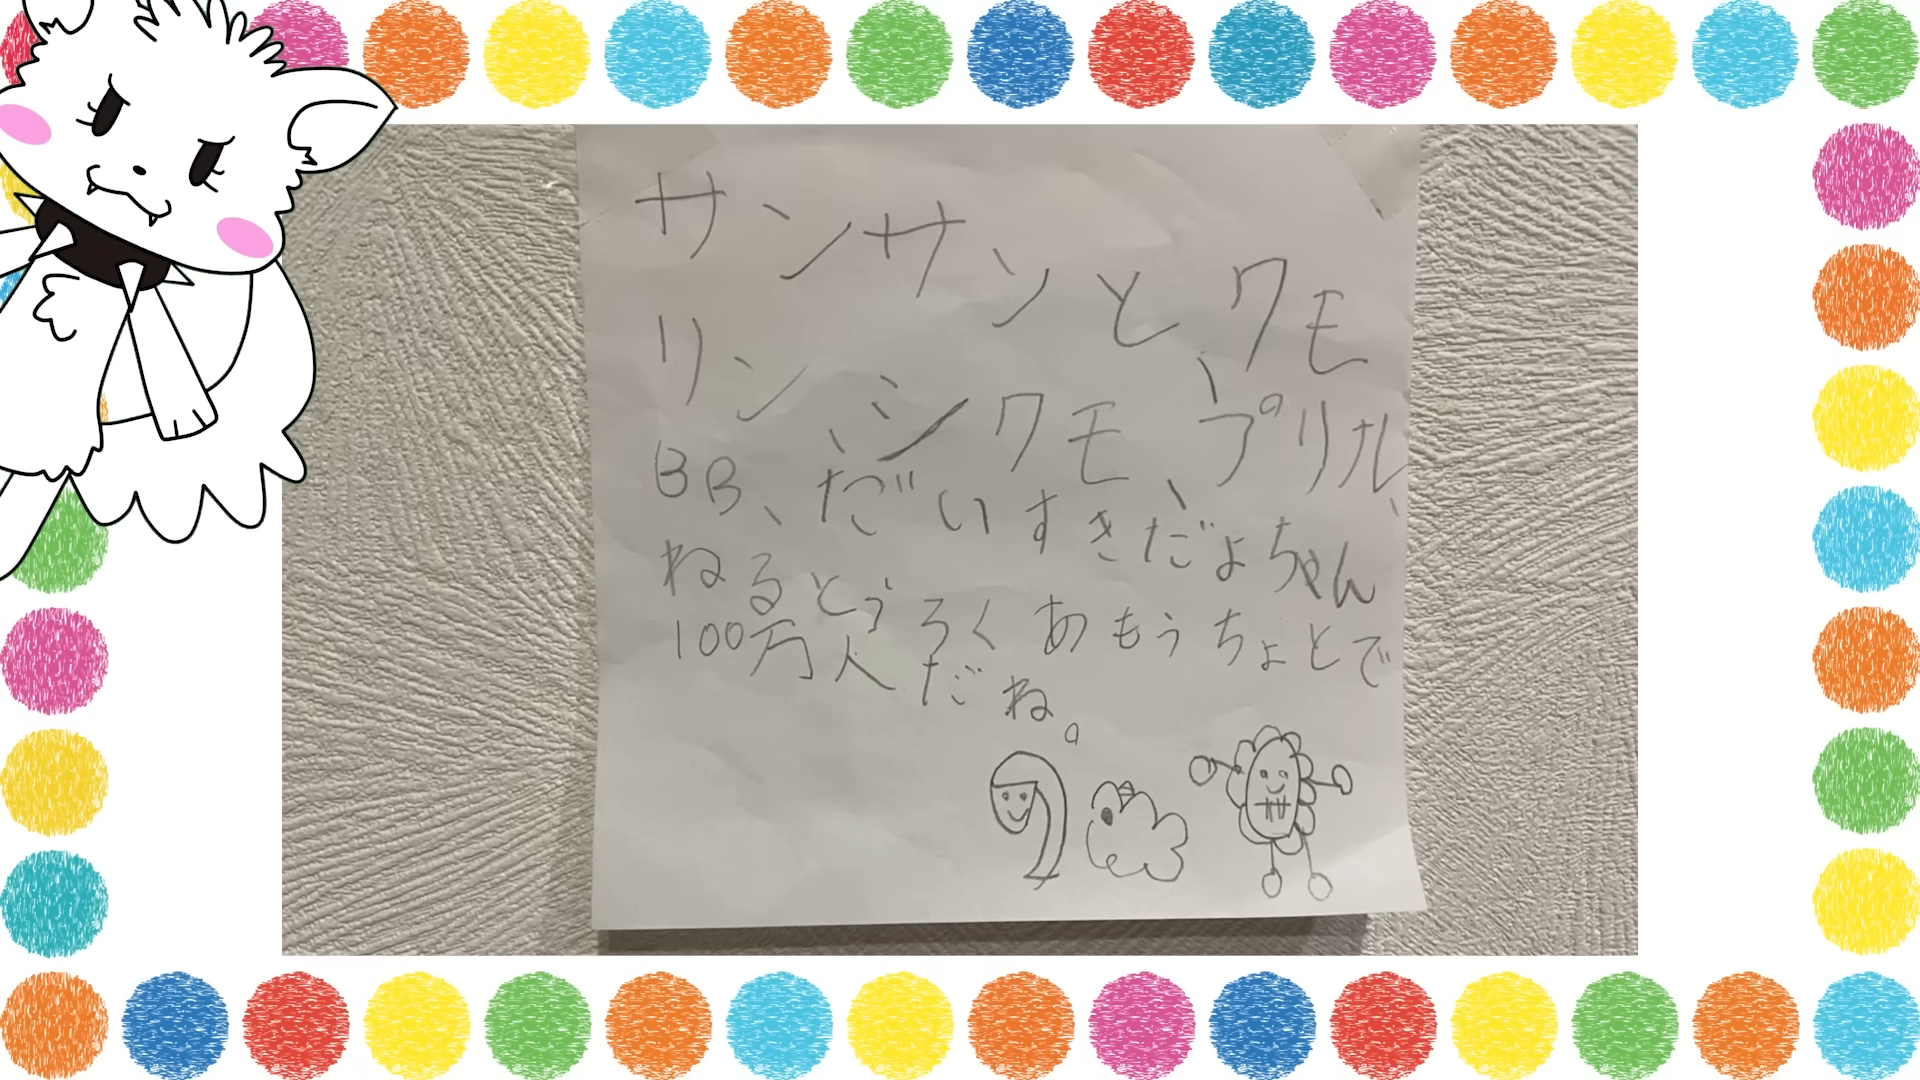 サンサンと、クモ
リン、シクモ、プリル、
BB、だいすきだよちゃん
ねるとうろくあもうちょとで
100万人だね。